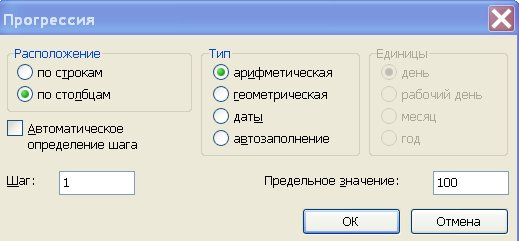 Прогрессия
Расположение
по строкам
по столбцам
Автоматическое
определение шага
Тип
арифметическая
геометрическая
даты
автозаполнение
Единицы
день
рабочий день
месяц
год
Шаг: 1
Предельное значение: 100
ОК
Отмена